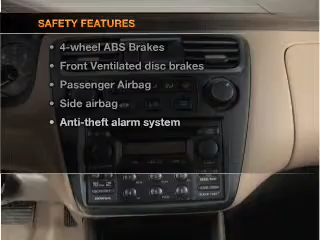 SAFETY FEATURES
4-wheel ABS Brakes
Front Ventilated disc brakes
Passenger Airbag
Side airbag
Anti-theft alarm system